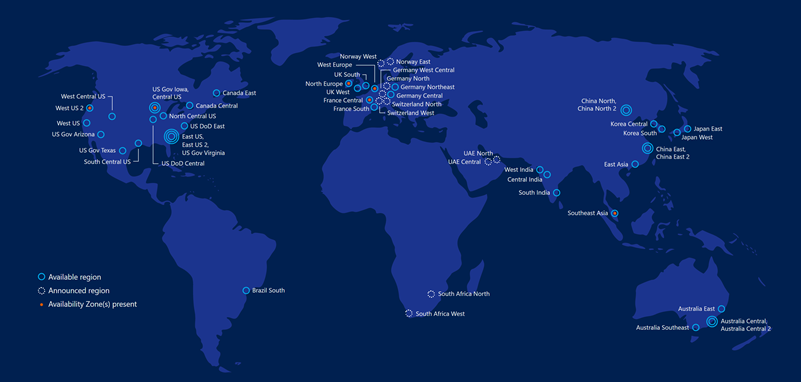 Norway West
Norway East
West Europe
Germany West Central
UK South
Germany North
North Europe
Germany Northeast
UK West
Germany Central
France Central
Switzerland North
France South
Switzerland West
West Central US
US Gov Iowa,
Central US
Canada East
West US 2
Canada Central
West US
North Central US
US Gov Arizona
US DoD East
East US,
East US 2,
US Gov Virginia
US Gov Texas
South Central US
US DoD Central
UAE North
UAE Central
West India
Central India
South India
China North,
China North 2
Korea Central
Korea South
Japan East
Japan West
China East,
China East 2
East Asia
Southeast Asia
Available region
Announced region
Availability Zone(s) present
Brazil South
South Africa North
South Africa West
Australia East
Australia Central,
Australia Central 2
Australia Southeast